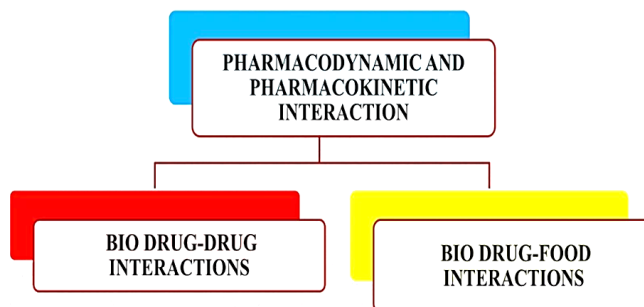 PHARMACODYNAMIC AND
PHARMACOKINETIC
INTERACTION
BIO DRUG-DRUG
INTERACTIONS
BIO DRUG-FOOD
INTERACTIONS